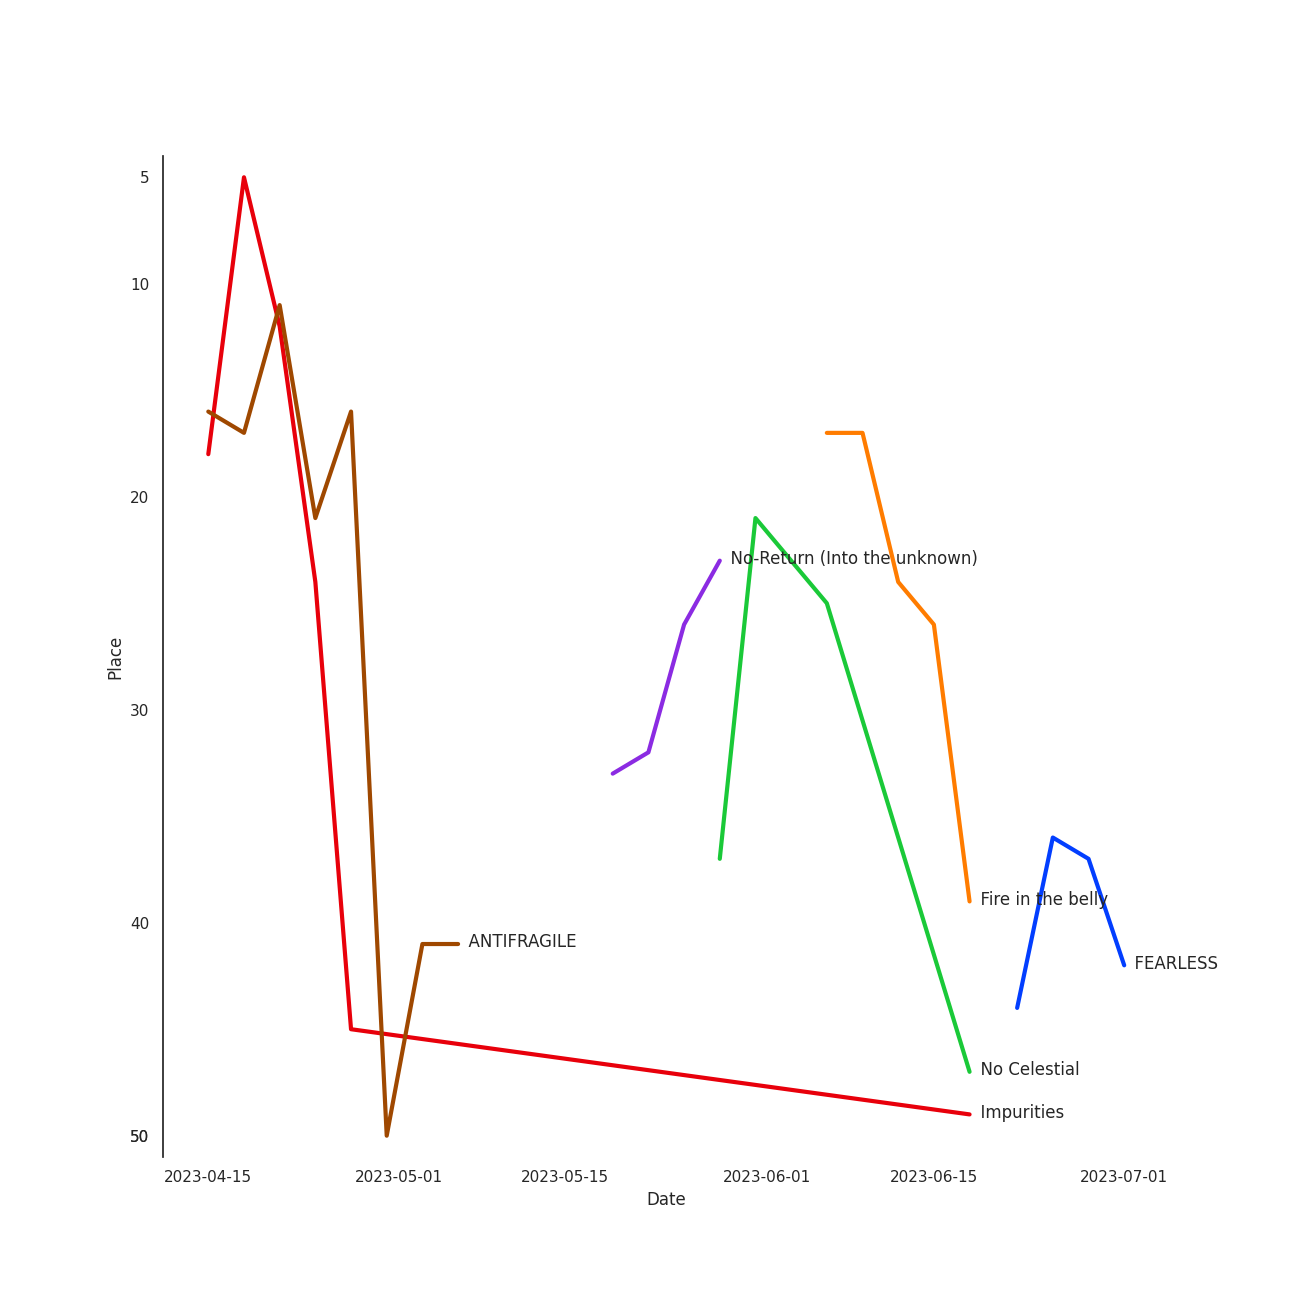 5
10
20
30
40
50
Place
No-Return (Into the unknown)
Fire in the belly
ANTIFRAGILE
FEARLESS
No Celestial
Impurities
2023-04-15
2023-05-01
2023-05-15
2023-06-01
2023-06-15
2023-07-01
Date